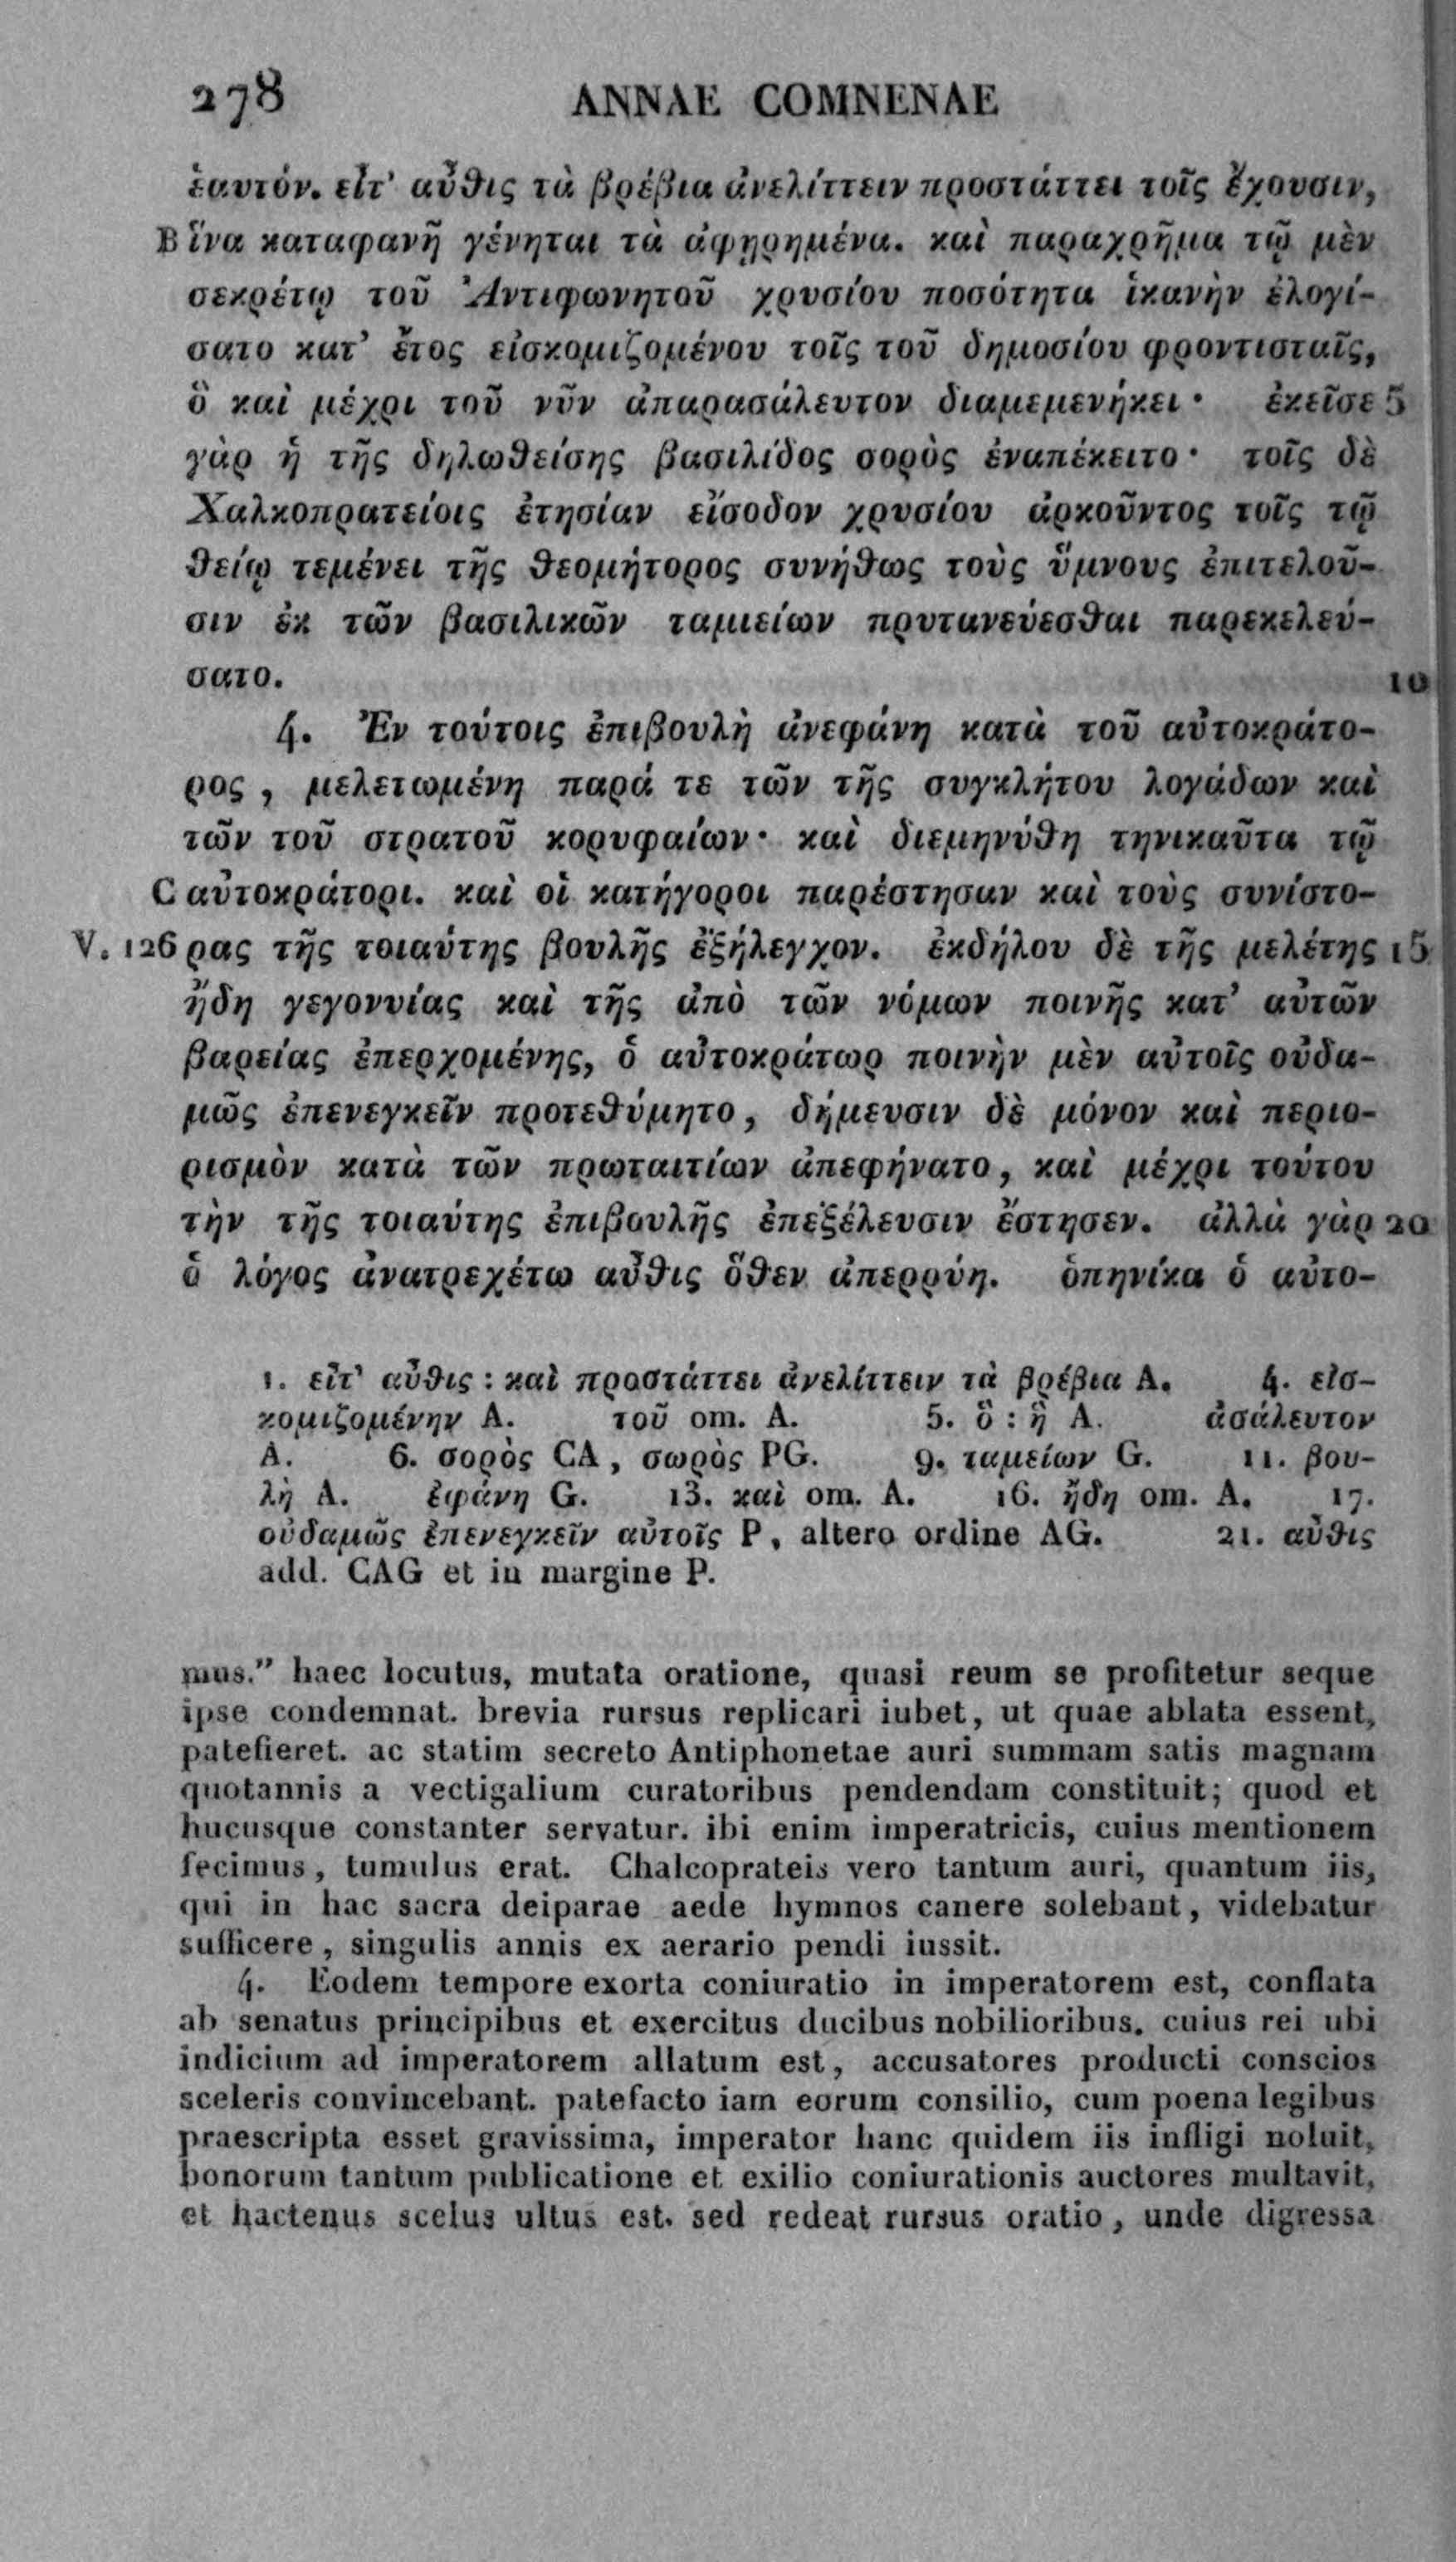 278 ANNAE COMNENAE
ἑαυτόν. εἶτ' αὖθις τὰ βρέβια ἀνελίττειν προστάττει τοῖς ἔχουσιν,
B ἵνα καταφανῆ γένηται τὰ ἀφῃρημένα. καὶ παραχρῆμα τῷ μὲν
σεκρέτῳ τοῦ Ἀντιφωνητοῦ χρυσίου ποσότητα ἱκανὴν ἐλογί-
σατο κατ' ἔτος εἰσκομιζομένου τοῖς τοῦ δημοσίου φροντισταῖς,
ὃ καὶ μέχρι τοῦ νῦν ἀπαρασάλευτον διαμεμενήκει· ἐκεῖσε 5
γὰρ ἡ τῆς δηλωθείσης βασιλίδος σορὸς ἐναπέκειτο· τοῖς δὲ
Χαλκοπρατείοις ἐτησίαν εἴσοδον χρυσίου ἀρκοῦντος τοῖς τῷ
θείῳ τεμένει τῆς θεομήτορος συνήθως τοὺς ὕμνους ἐπιτελοῦ-
σιν ἐκ τῶν βασιλικῶν ταμιείων πρυτανεύεσθαι παρεκελεύ-
σατο. 10
4. Ἐν τούτοις ἐπιβουλὴ ἀνεφάνη κατὰ τοῦ αὐτοκράτο-
ρος, μελετωμένη παρά τε τῶν τῆς συγκλήτου λογάδων καὶ
τῶν τοῦ στρατοῦ κορυφαίων· καὶ διεμηνύθη τηνικαῦτα τῷ
C αὐτοκράτορι. καὶ οἱ κατήγοροι παρέστησαν καὶ τοὺς συνίστο-
V. 126 ρας τῆς τοιαύτης βουλῆς ἐξήλεγχον. ἐκδήλου δὲ τῆς μελέτης 15
ἤδη γεγονυίας καὶ τῆς ἀπὸ τῶν νόμων ποινῆς κατ' αὐτῶν
βαρείας ἐπερχομένης, ὁ αὐτοκράτωρ ποινὴν μὲν αὐτοῖς οὐδα-
μῶς ἐπενεγκεῖν προτεθύμητο, δήμευσιν δὲ μόνον καὶ περιο-
ρισμὸν κατὰ τῶν πρωταιτίων ἀπεφήνατο, καὶ μέχρι τούτου
τὴν τῆς τοιαύτης ἐπιβουλῆς ἐπεξέλευσιν ἔστησεν. ἀλλὰ γὰρ 20
ὁ λόγος ἀνατρεχέτω αὖθις ὅθεν ἀπερρύη. ὁπηνίκα ὁ αὐτο-
1. εἶτ' αὖθις : καὶ προστάττει ἀνελίττειν τὰ βρέβια A. 4. εἰσ-
κομιζομένην A. τοῦ om. A. 5. ὃ : ἣ A. ἀσάλευτον
A. 6. σορὸς CA, σωρὸς PG. 9. ταμείων G. 11. βου-
λὴ A. ἐφάνη G. 13. καὶ om. A. 16. ἤδη om. A. 17.
οὐδαμῶς ἐπενεγκεῖν αὐτοῖς P, altero ordine AG. 21. αὖθις
add. CAG et in margine P.
mus." haec locutus, mutata oratione, quasi reum se profitetur seque
ipse condemnat. brevia rursus replicari iubet, ut quae ablata essent,
patefieret. ac statim secreto Antiphonetae auri summam satis magnam
quotannis a vectigalium curatoribus pendendam constituit; quod et
hucusque constanter servatur. ibi enim imperatricis, cuius mentionem
fecimus, tumulus erat. Chalcoprateis vero tantum auri, quantum iis,
qui in hac sacra deiparae aede hymnos canere solebant, videbatur
sufficere, singulis annis ex aerario pendi iussit.
4. Eodem tempore exorta coniuratio in imperatorem est, conflata
ab senatus principibus et exercitus ducibus nobilioribus. cuius rei ubi
indicium ad imperatorem allatum est, accusatores producti conscios
sceleris convincebant. patefacto iam eorum consilio, cum poena legibus
praescripta esset gravissima, imperator hanc quidem iis infligi noluit,
bonorum tantum publicatione et exilio coniurationis auctores multavit,
et hactenus scelus ultus est. sed redeat rursus oratio, unde digressa